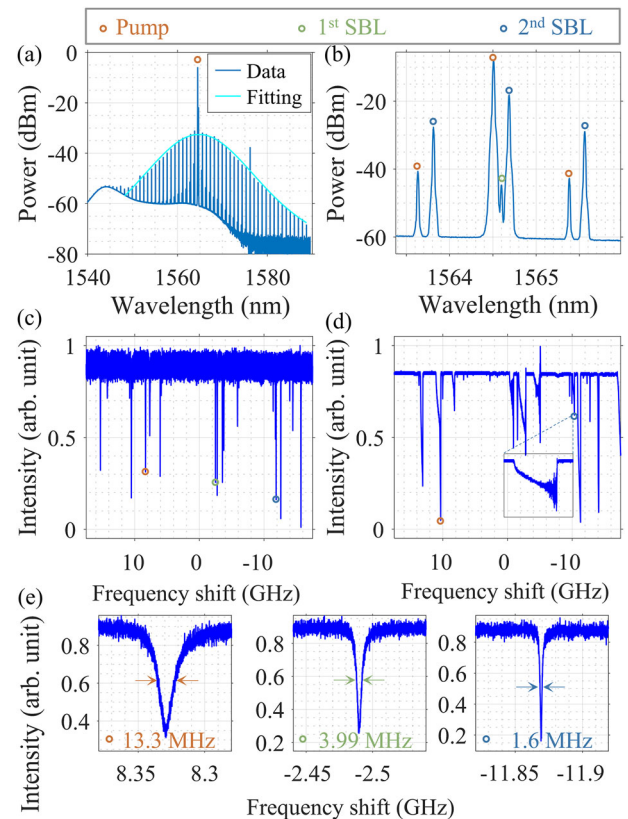 Pump 1st SBL 2nd SBL
(a) (b)
0
-20
-40
-60
-80
Power (dBm)
Data
Fitting
1540 1560 1580
Wavelength (nm)
-20
-40
-60
Power (dBm)
1564 1565
Wavelength (nm)
(c) (d)
1
0.5
0
Intensity (arb. unit)
10 0 -10
Frequency shift (GHz)
1
0.5
0
Intensity (arb. unit)
10 0 -10
Frequency shift (GHz)
(e)
Intensity (arb. unit)
0.8
0.6
0.4
13.3 MHz
8.35 8.3
0.8
0.6
0.4
0.2
3.99 MHz
-2.45 -2.5
0.8
0.6
0.4
0.2
1.6 MHz
-11.85 -11.9
Frequency shift (GHz)